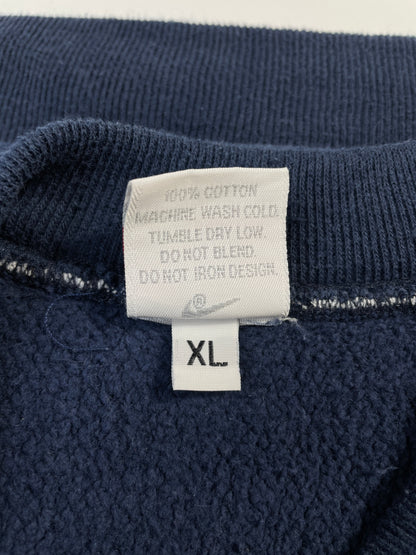 100% COTTON
MACHINE WASH COLD.
TUMBLE DRY LOW.
DO NOT BLEND.
DO NOT IRON DESIGN.
®
XL